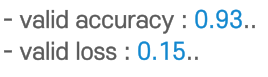 - valid accuracy : 0.93..
- valid loss : 0.15..